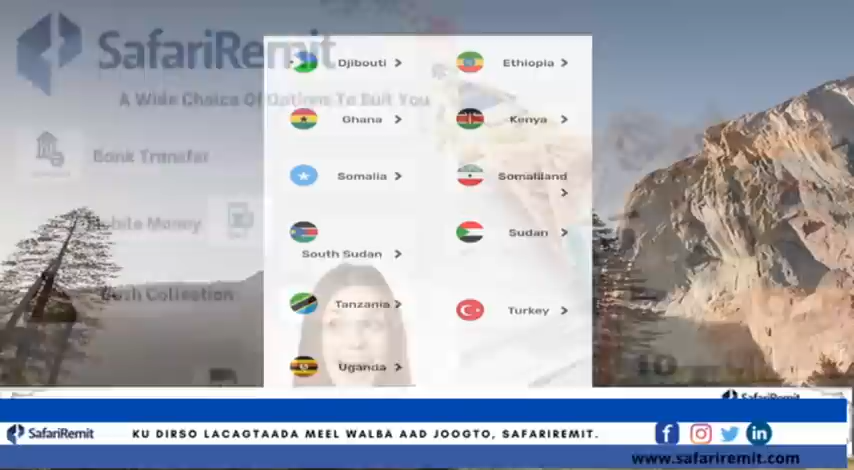 SafariRemit
A Wide Choice Of Options To Suit You
Bank Transfer
Mobile Money
Cash Collection
Djibouti
Ethiopia
Ghana
Kenya
Somalia
Somaliland
South Sudan
Sudan
Tanzania
Turkey
Uganda
SafariRemit
SafariRemit
KU DIRSO LACAGTAADA MEEL WALBA AAD JOOGTO, SAFARIREMIT.
www.safariremit.com